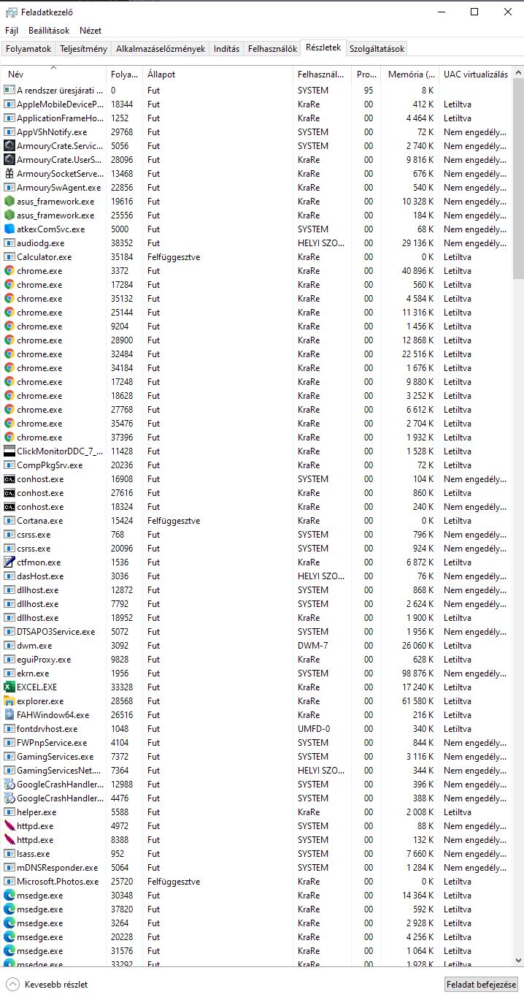 Feladatkezelő
Fájl Beállítások Nézet
Folyamatok Teljesítmény Alkalmazáselőzmények Indítás Felhasználók Részletek Szolgáltatások
Név Folya... Állapot Felhasznál... Pro... Memória (... UAC virtualizálás
A rendszer üresjárati ... 0 Fut SYSTEM 95 8 K
AppleMobileDeviceP... 18344 Fut KraRe 00 412 K Letiltva
ApplicationFrameHo... 1252 Fut KraRe 00 4 464 K Letiltva
AppVShNotify.exe 29768 Fut SYSTEM 00 72 K Nem engedély...
ArmouryCrate.Servic... 5056 Fut SYSTEM 00 2 740 K Nem engedély...
ArmouryCrate.UserS... 28096 Fut KraRe 00 9 816 K Nem engedély...
ArmourySocketServe... 13468 Fut KraRe 00 676 K Nem engedély...
ArmourySwAgent.exe 22856 Fut KraRe 00 540 K Nem engedély...
asus_framework.exe 19616 Fut KraRe 00 10 328 K Nem engedély...
asus_framework.exe 25556 Fut KraRe 00 184 K Nem engedély...
atkexComSvc.exe 5000 Fut SYSTEM 00 68 K Nem engedély...
audiodg.exe 38352 Fut HELYI SZO... 00 29 136 K Nem engedély...
Calculator.exe 35184 Felfüggesztve KraRe 00 0 K Letiltva
chrome.exe 3372 Fut KraRe 00 40 896 K Letiltva
chrome.exe 17284 Fut KraRe 00 560 K Letiltva
chrome.exe 35132 Fut KraRe 00 4 584 K Letiltva
chrome.exe 25144 Fut KraRe 00 11 316 K Letiltva
chrome.exe 9204 Fut KraRe 00 1 456 K Letiltva
chrome.exe 28900 Fut KraRe 00 12 868 K Letiltva
chrome.exe 32484 Fut KraRe 00 22 516 K Letiltva
chrome.exe 34184 Fut KraRe 00 1 676 K Letiltva
chrome.exe 17248 Fut KraRe 00 9 880 K Letiltva
chrome.exe 18628 Fut KraRe 00 3 252 K Letiltva
chrome.exe 27768 Fut KraRe 00 6 612 K Letiltva
chrome.exe 35476 Fut KraRe 00 2 704 K Letiltva
chrome.exe 37396 Fut KraRe 00 1 932 K Letiltva
ClickMonitorDDC_7_... 11428 Fut KraRe 00 1 528 K Letiltva
CompPkgSrv.exe 20236 Fut KraRe 00 72 K Letiltva
conhost.exe 16908 Fut SYSTEM 00 104 K Nem engedély...
conhost.exe 27616 Fut KraRe 00 860 K Letiltva
conhost.exe 18324 Fut KraRe 00 240 K Nem engedély...
Cortana.exe 15424 Felfüggesztve KraRe 00 0 K Letiltva
csrss.exe 768 Fut SYSTEM 00 796 K Nem engedély...
csrss.exe 20096 Fut SYSTEM 00 924 K Nem engedély...
ctfmon.exe 1536 Fut KraRe 00 6 872 K Letiltva
dasHost.exe 3036 Fut HELYI SZO... 00 76 K Nem engedély...
dllhost.exe 12872 Fut SYSTEM 00 868 K Nem engedély...
dllhost.exe 7792 Fut SYSTEM 00 2 624 K Nem engedély...
dllhost.exe 18952 Fut KraRe 00 1 900 K Letiltva
DTSAPO3Service.exe 5072 Fut SYSTEM 00 1 956 K Nem engedély...
dwm.exe 3092 Fut DWM-7 00 26 060 K Letiltva
eguiProxy.exe 9828 Fut KraRe 00 628 K Letiltva
ekrn.exe 1956 Fut SYSTEM 00 98 876 K Nem engedély...
EXCEL.EXE 33328 Fut KraRe 00 17 240 K Letiltva
explorer.exe 28568 Fut KraRe 00 61 580 K Letiltva
FAHWindow64.exe 26516 Fut KraRe 00 216 K Letiltva
fontdrvhost.exe 1048 Fut UMFD-0 00 340 K Letiltva
FWPnpService.exe 4104 Fut SYSTEM 00 844 K Nem engedély...
GamingServices.exe 7372 Fut SYSTEM 00 3 116 K Nem engedély...
GamingServicesNet.... 7364 Fut HELYI SZO... 00 344 K Nem engedély...
GoogleCrashHandler... 12988 Fut SYSTEM 00 396 K Nem engedély...
GoogleCrashHandler... 4476 Fut SYSTEM 00 388 K Nem engedély...
helper.exe 5588 Fut KraRe 00 2 008 K Letiltva
httpd.exe 4972 Fut SYSTEM 00 88 K Nem engedély...
httpd.exe 8388 Fut SYSTEM 00 132 K Nem engedély...
lsass.exe 952 Fut SYSTEM 00 7 660 K Nem engedély...
mDNSResponder.exe 5064 Fut SYSTEM 00 1 284 K Nem engedély...
Microsoft.Photos.exe 25720 Felfüggesztve KraRe 00 0 K Letiltva
msedge.exe 30348 Fut KraRe 00 14 364 K Letiltva
msedge.exe 37820 Fut KraRe 00 592 K Letiltva
msedge.exe 3264 Fut KraRe 00 2 928 K Letiltva
msedge.exe 20228 Fut KraRe 00 4 256 K Letiltva
msedge.exe 31576 Fut KraRe 00 1 064 K Letiltva
msedge.exe 33292 Fut KraRe 00 1 928 K Letiltva
Kevesebb részlet Feladat befejezése